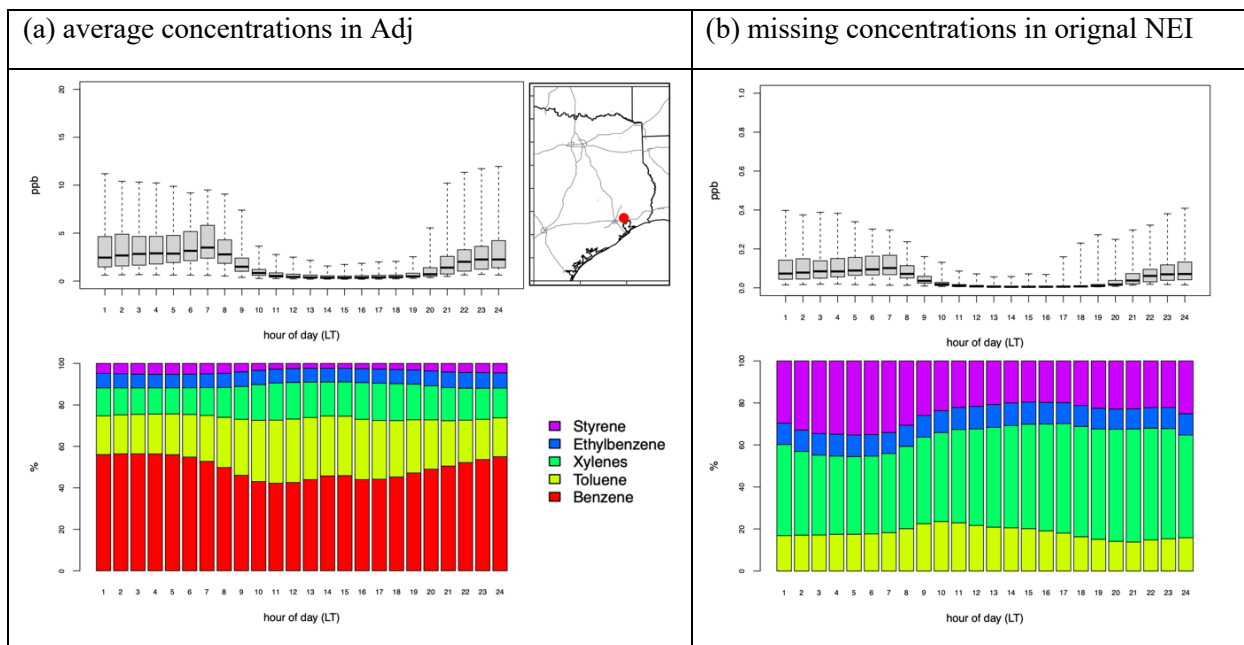 (a) average concentrations in Adj
(b) missing concentrations in orignal NEI
20
15
10
5
0
ppb
1 2 3 4 5 6 7 8 9 10 11 12 13 14 15 16 17 18 19 20 21 22 23 24
hour of day (LT)
1.0
0.8
0.6
0.4
0.2
0.0
ppb
1 2 3 4 5 6 7 8 9 10 11 12 13 14 15 16 17 18 19 20 21 22 23 24
hour of day (LT)
100
80
60
40
20
0
%
1 2 3 4 5 6 7 8 9 10 11 12 13 14 15 16 17 18 19 20 21 22 23 24
hour of day (LT)
Styrene
Ethylbenzene
Xylenes
Toluene
Benzene
100
80
60
40
20
0
%
1 2 3 4 5 6 7 8 9 10 11 12 13 14 15 16 17 18 19 20 21 22 23 24
hour of day (LT)